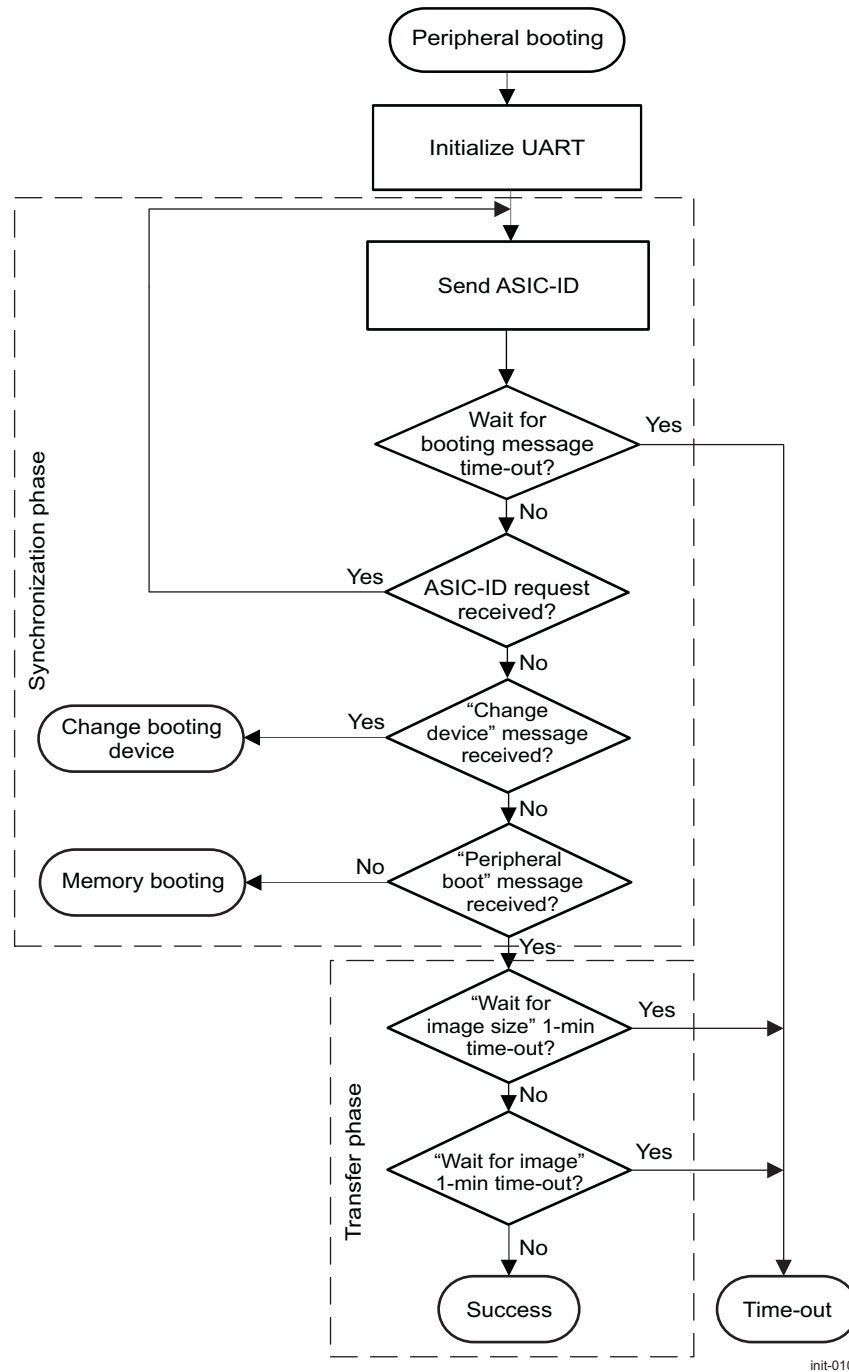 Peripheral booting
Initialize UART
Send ASIC-ID
Wait for
booting message
time-out?
Yes
No
Synchronization phase
Yes
ASIC-ID request
received?
No
Change booting
device
Yes
“Change
device” message
received?
No
Memory booting
No
“Peripheral
boot” message
received?
Yes
“Wait for
image size” 1-min
time-out?
Yes
No
Transfer phase
“Wait for image”
1-min time-out?
Yes
No
Success
Time-out